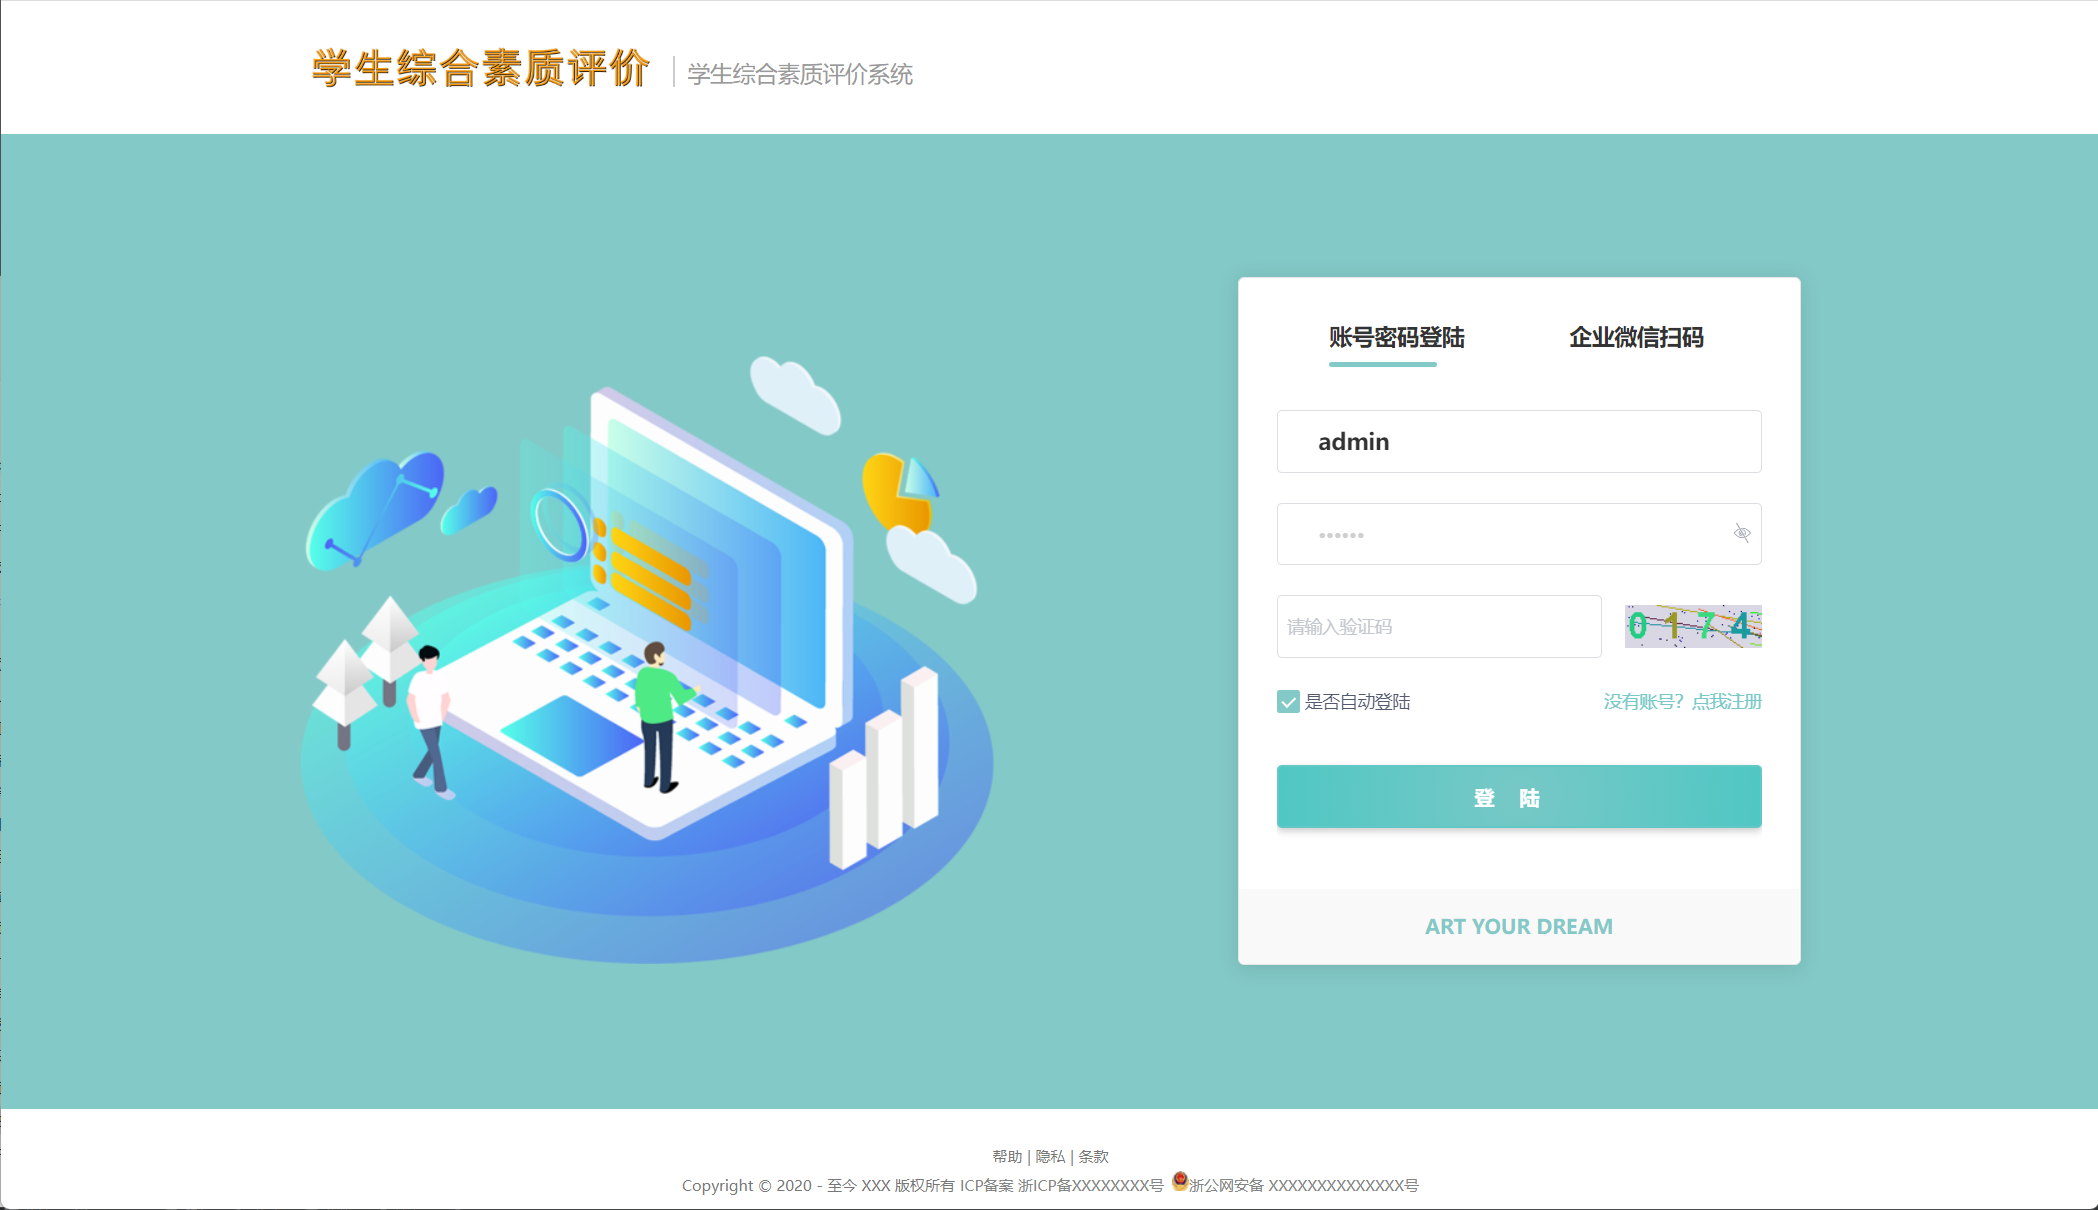 学生综合素质评价
学生综合素质评价系统
账号密码登陆
企业微信扫码
admin
••••••
请输入验证码
0174
是否自动登陆
没有账号？点我注册
登 陆
ART YOUR DREAM
帮助 | 隐私 | 条款
Copyright © 2020 - 至今 XXX 版权所有 ICP备案 浙ICP备XXXXXXXX号 浙公网安备 XXXXXXXXXXXXXX号